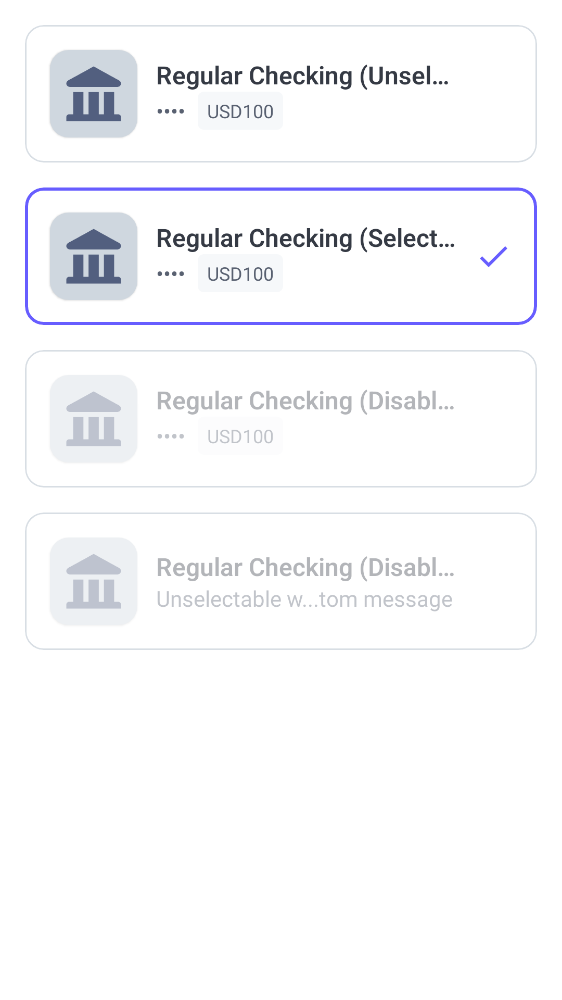 Regular Checking (Unsel...
•••• USD100
Regular Checking (Select...
•••• USD100
Regular Checking (Disabl...
•••• USD100
Regular Checking (Disabl...
Unselectable w...tom message